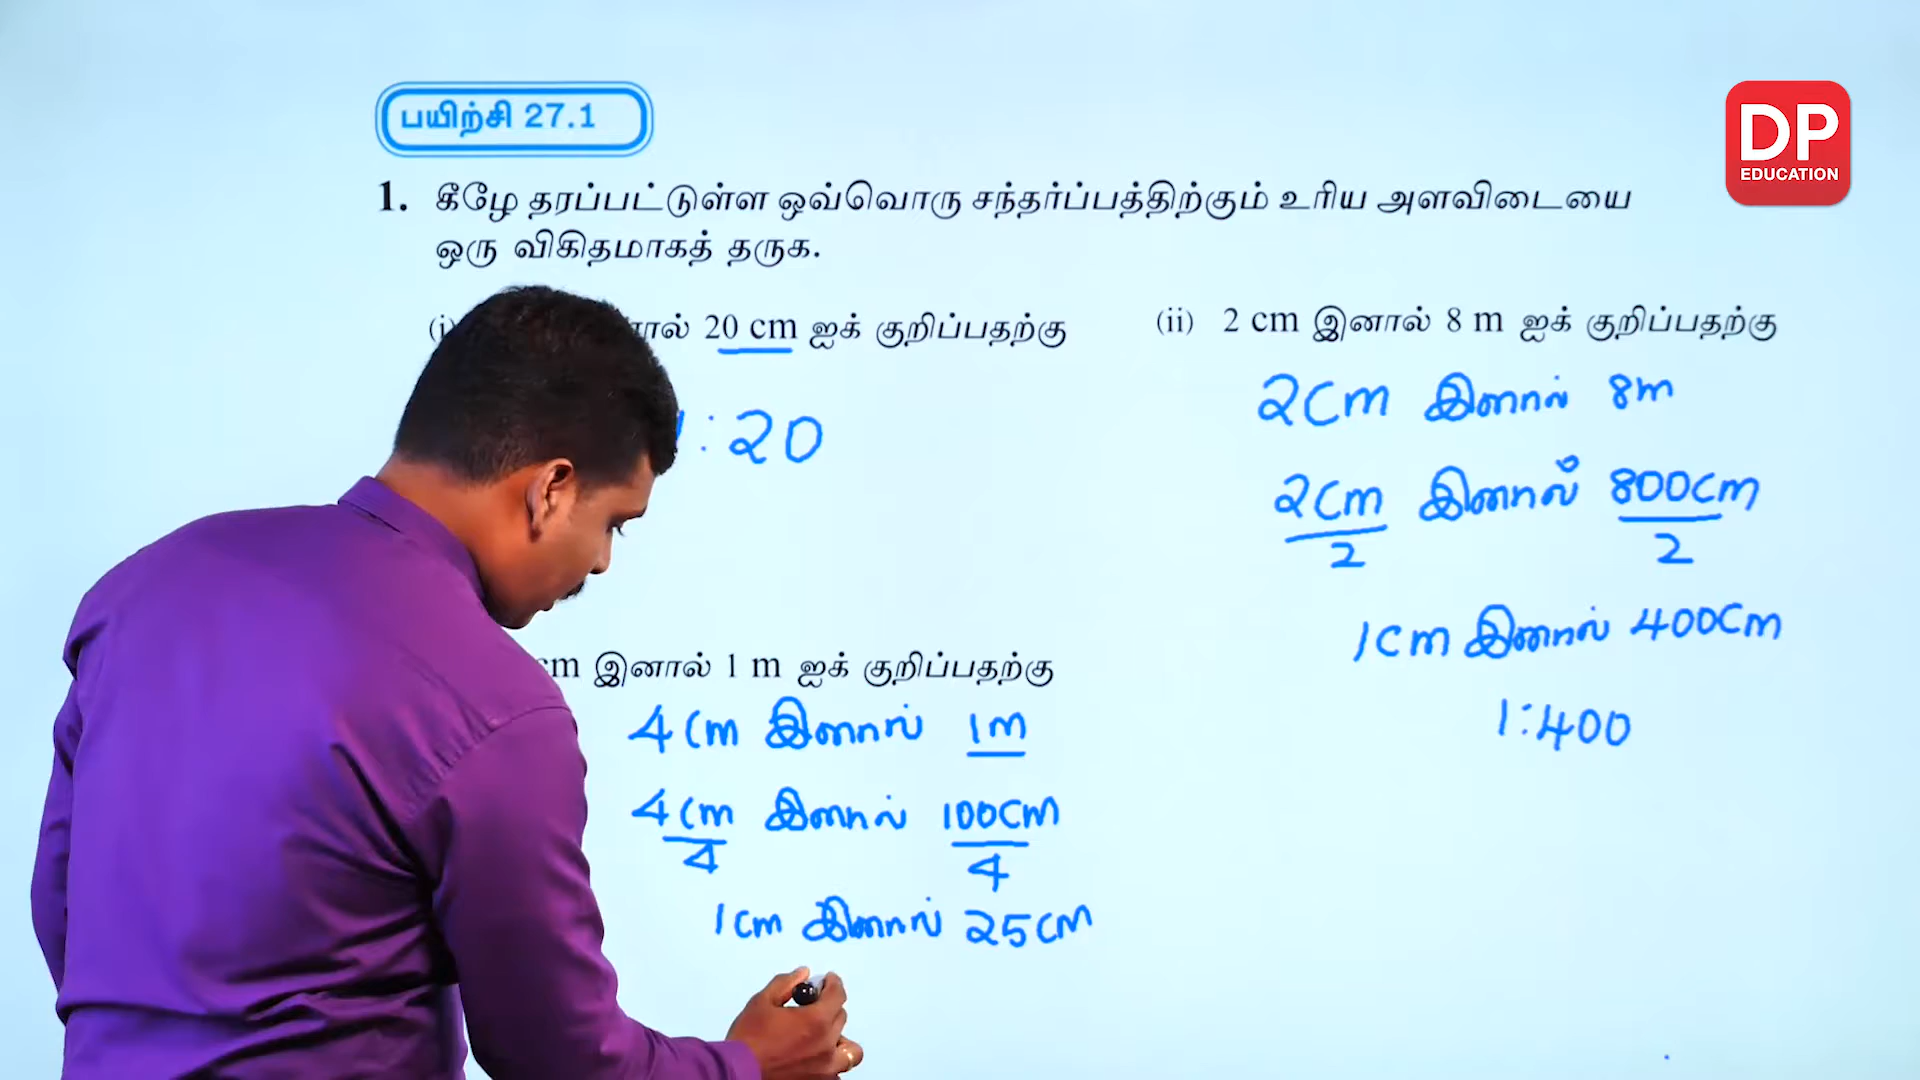 பயிற்சி 27.1
DP
EDUCATION
1. கீழே தரப்பட்டுள்ள ஒவ்வொரு சந்தர்ப்பத்திற்கும் உரிய அளவிடையை
ஒரு விகிதமாகத் தருக.
20 cm ஐக் குறிப்பதற்கு
: 20
cm இனால் 1 m ஐக் குறிப்பதற்கு
4cm இனால் 1m
4cm இனால் 100cm
4 4
1cm இனால் 25cm
(ii) 2 cm இனால் 8 m ஐக் குறிப்பதற்கு
2cm இனால் 8m
2cm இனால் 800cm
2 2
1cm இனால் 400cm
1:400